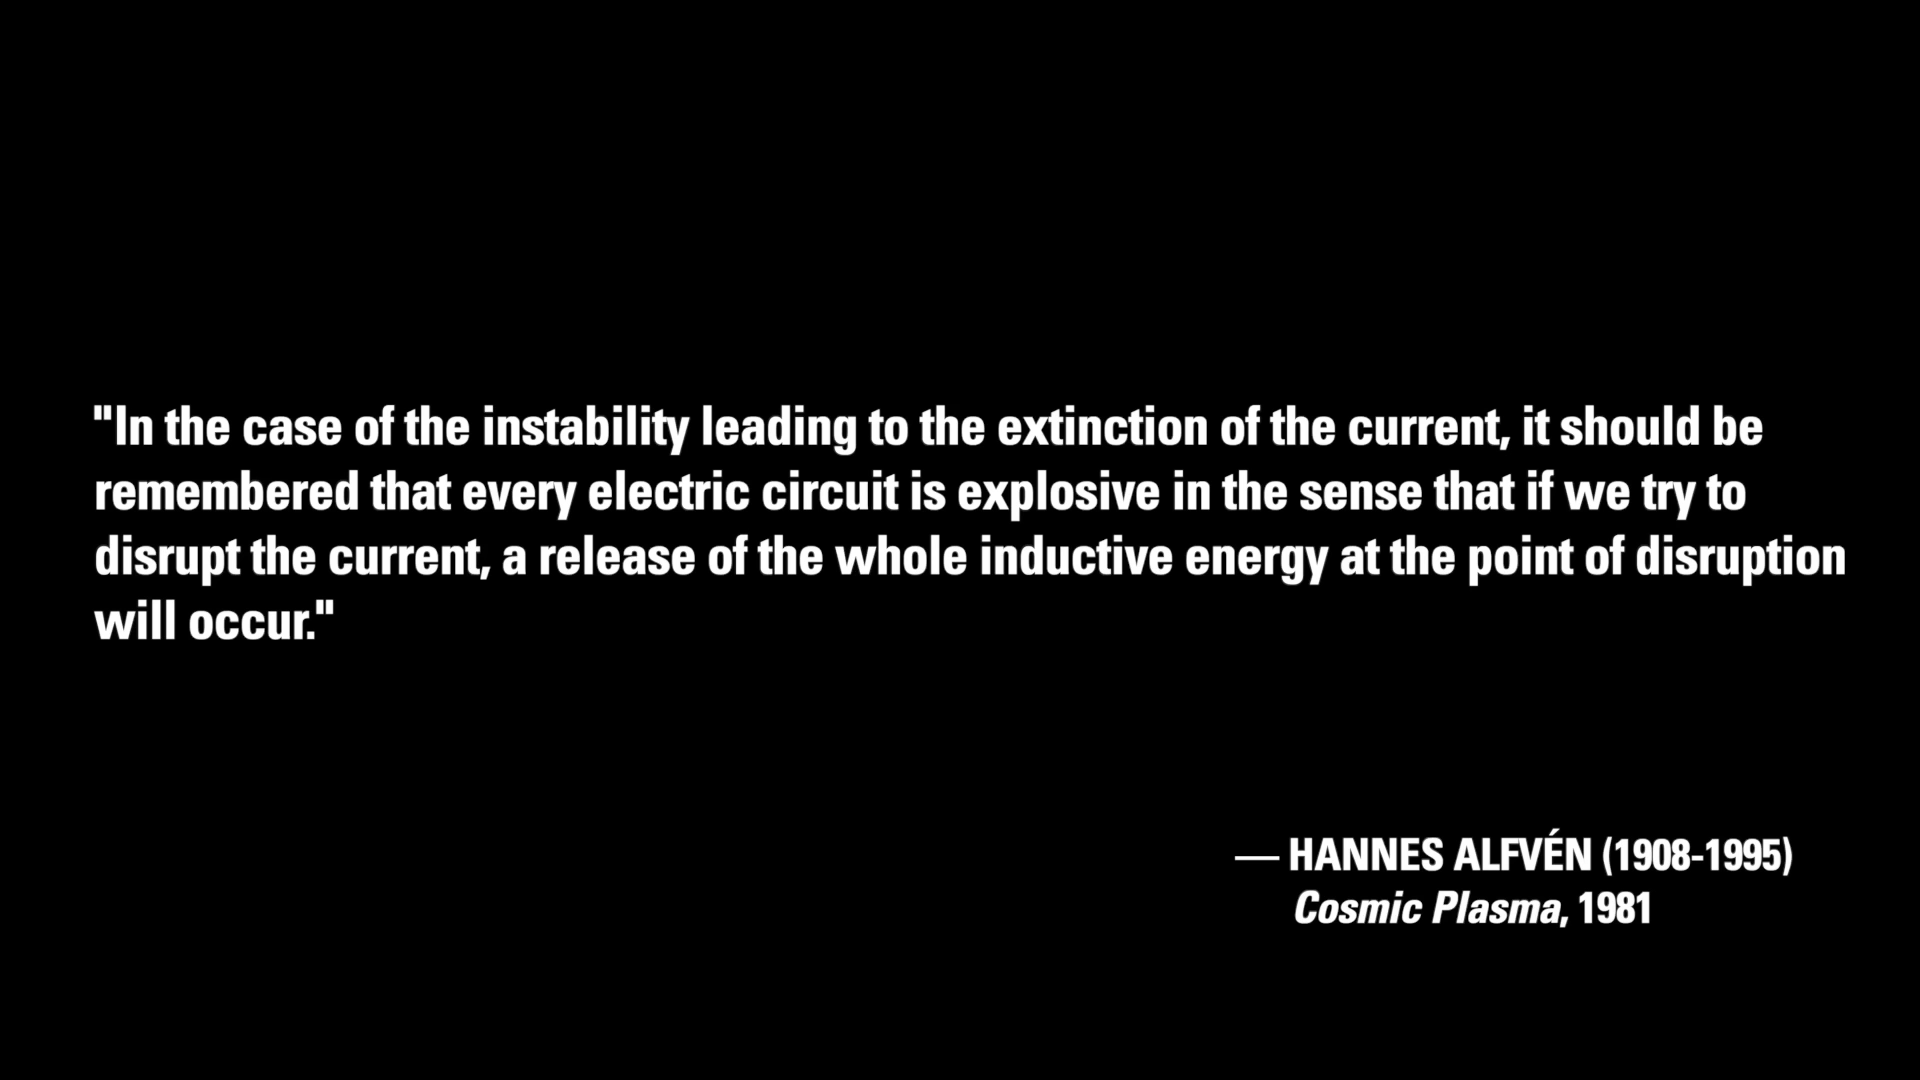 "In the case of the instability leading to the extinction of the current, it should be
remembered that every electric circuit is explosive in the sense that if we try to
disrupt the current, a release of the whole inductive energy at the point of disruption
will occur."
— HANNES ALFVÉN (1908-1995)
Cosmic Plasma, 1981